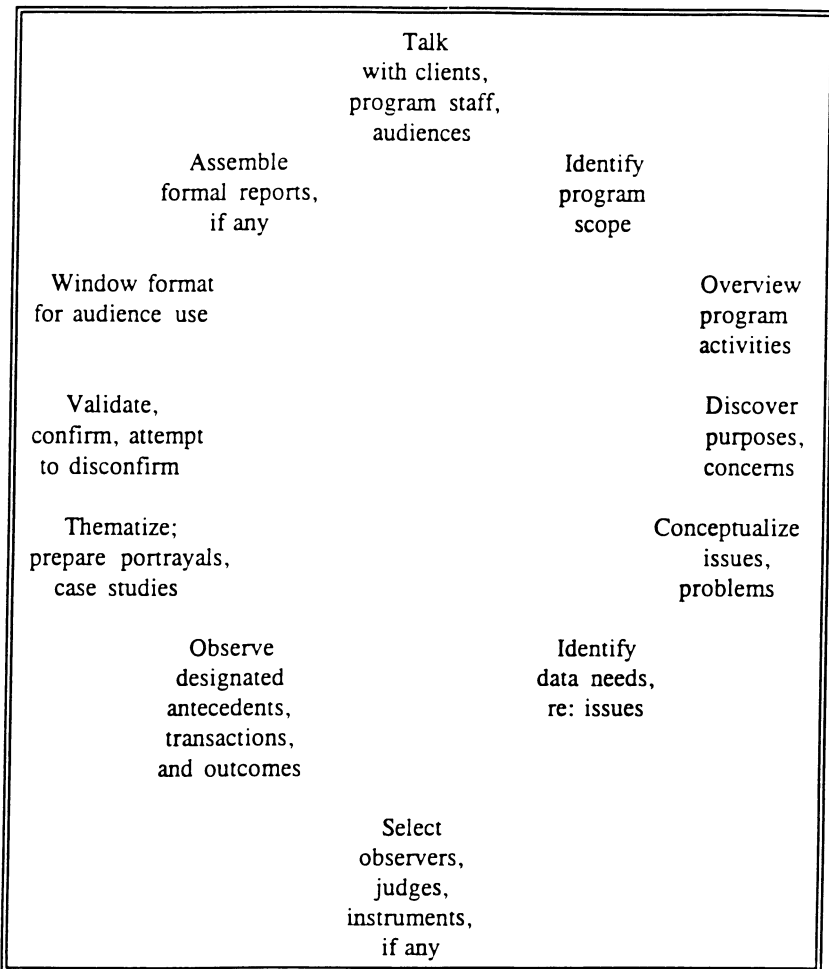 Talk
with clients,
program staff,
audiences
Identify
program
scope
Overview
program
activities
Discover
purposes,
concerns
Conceptualize
issues,
problems
Identify
data needs,
re: issues
Select
observers,
judges,
instruments,
if any
Observe
designated
antecedents,
transactions,
and outcomes
Thematize;
prepare portrayals,
case studies
Validate,
confirm, attempt
to disconfirm
Window format
for audience use
Assemble
formal reports,
if any